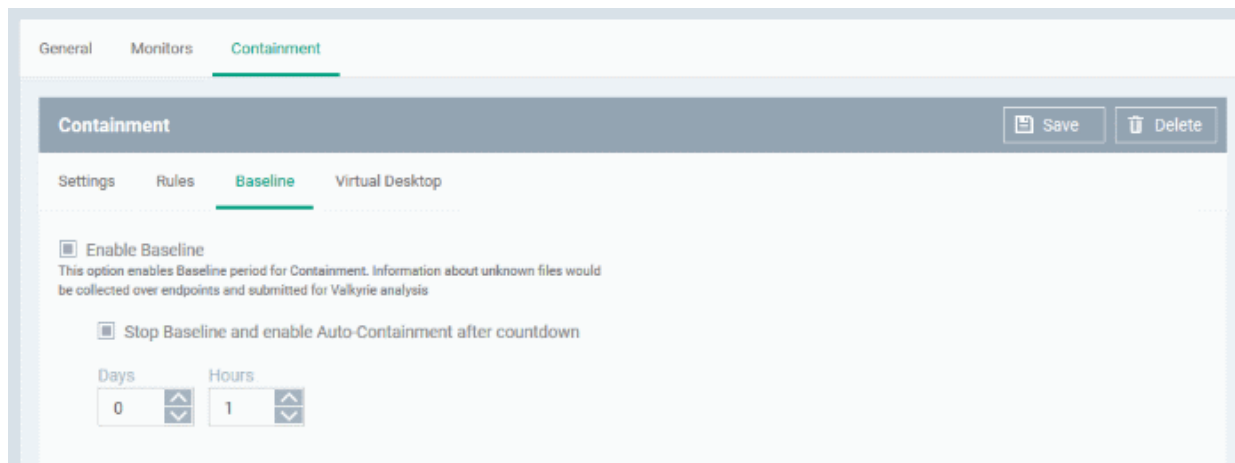 General Monitors Containment
Containment Save Delete
Settings Rules Baseline Virtual Desktop
Enable Baseline
This option enables Baseline period for Containment. Information about unknown files would
be collected over endpoints and submitted for Valkyrie analysis
Stop Baseline and enable Auto-Containment after countdown
Days Hours
0 1